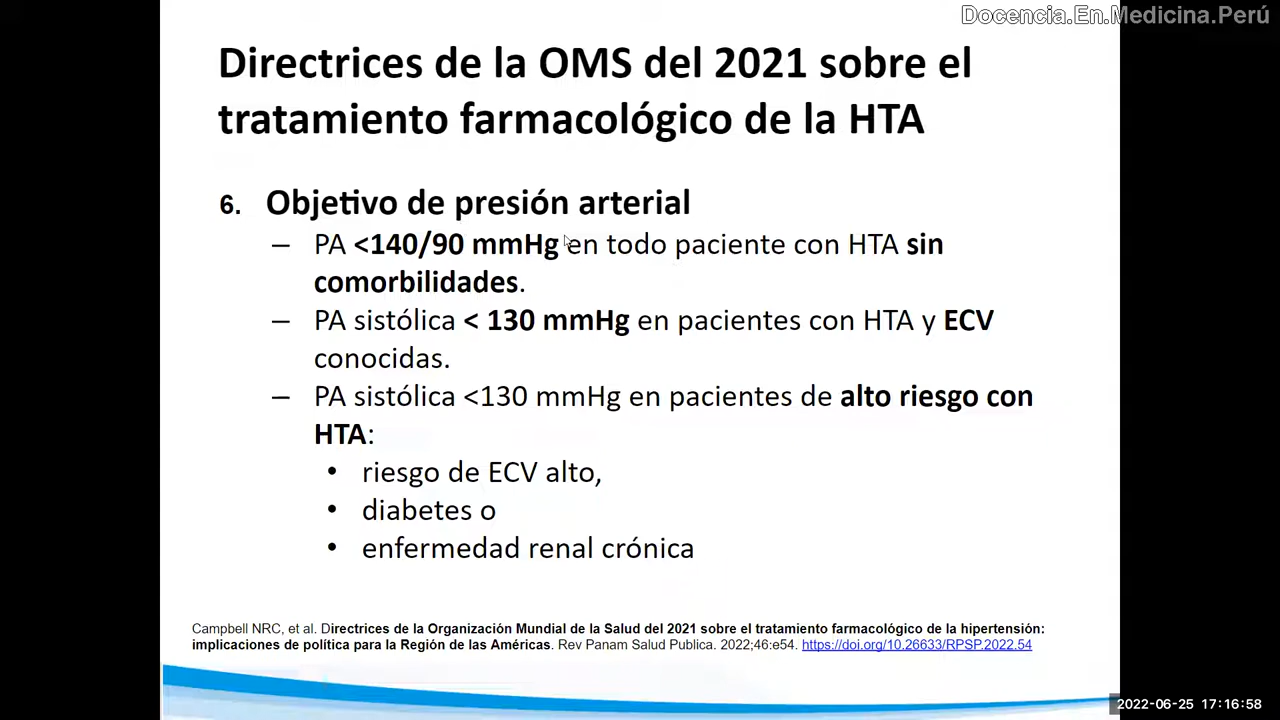 Docencia.En.Medicina.Perú
Directrices de la OMS del 2021 sobre el
tratamiento farmacológico de la HTA
6. Objetivo de presión arterial
– PA <140/90 mmHg en todo paciente con HTA sin
comorbilidades.
– PA sistólica < 130 mmHg en pacientes con HTA y ECV
conocidas.
– PA sistólica <130 mmHg en pacientes de alto riesgo con
HTA:
• riesgo de ECV alto,
• diabetes o
• enfermedad renal crónica
Campbell NRC, et al. Directrices de la Organización Mundial de la Salud del 2021 sobre el tratamiento farmacológico de la hipertensión:
implicaciones de política para la Región de las Américas. Rev Panam Salud Publica. 2022;46:e54. https://doi.org/10.26633/RPSP.2022.54
2022-06-25 17:16:58